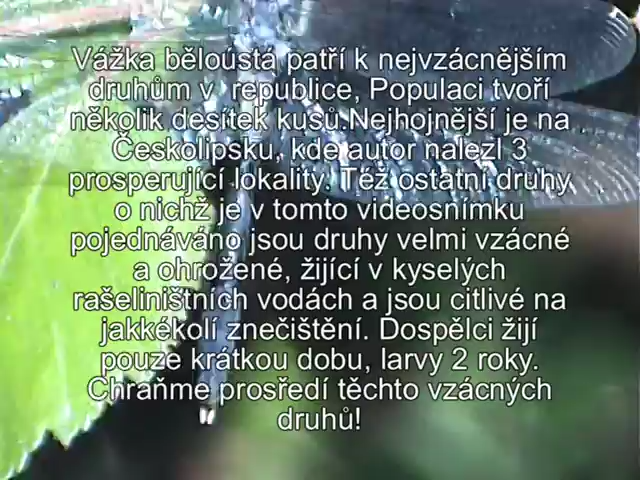 Vážka běloústá patří k nejvzácnějším
druhům v  republice, Populaci tvoří
několik desítek kusů.Nejhojnější je na
Českolipsku, kde autor nalezl 3
prosperující lokality. Též ostatní druhy
o nichž je v tomto videosnímku
pojednáváno jsou druhy velmi vzácné
a ohrožené, žijící v kyselých
rašeliništních vodách a jsou citlivé na
jakkékolí znečištění. Dospělci žijí
pouze krátkou dobu, larvy 2 roky.
Chraňme prosředí těchto vzácných
druhů!